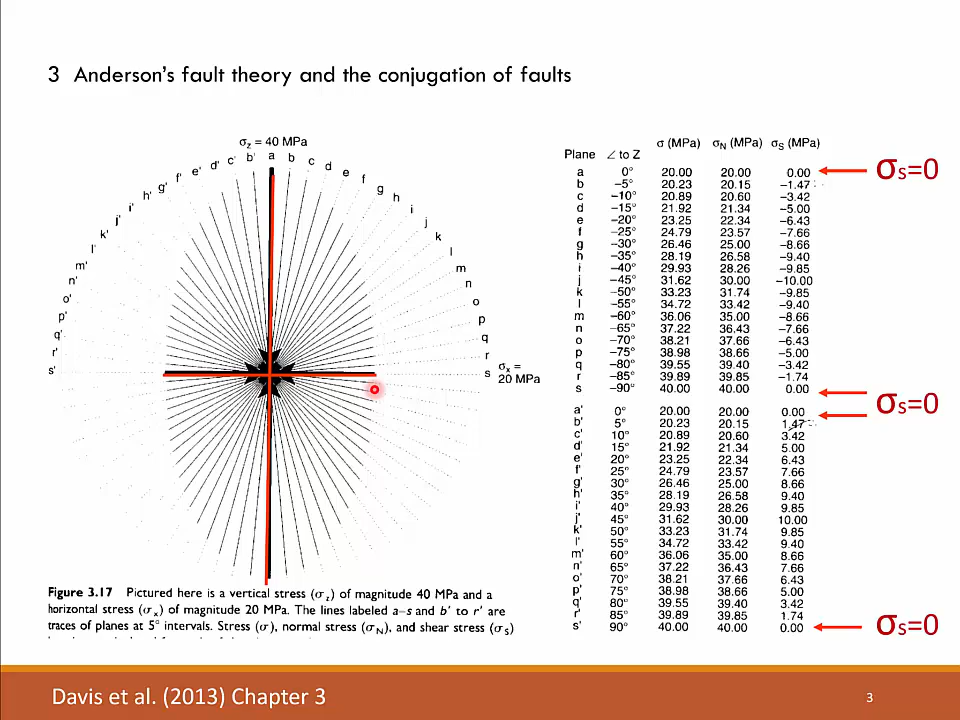 3 Anderson's fault theory and the conjugation of faults
σz = 40 MPa
a
b
c
d
e
f
g
h
i
j
k
l
m
n
o
p
q
r
s
b'
c'
d'
e'
f'
g'
h'
i'
j'
k'
l'
m'
n'
o'
p'
q'
r'
s'
σx =
20 MPa
Plane ∠ to Z σ (MPa) σN (MPa) σS (MPa)
a 0° 20.00 20.00 0.00
b –5° 20.23 20.15 –1.47
c –10° 20.89 20.60 –3.42
d –15° 21.92 21.34 –5.00
e –20° 23.25 22.34 –6.43
f –25° 24.79 23.57 –7.66
g –30° 26.46 25.00 –8.66
h –35° 28.19 26.58 –9.40
i –40° 29.93 28.26 –9.85
j –45° 31.62 30.00 –10.00
k –50° 33.23 31.74 –9.85
l –55° 34.72 33.42 –9.40
m –60° 36.06 35.00 –8.66
n –65° 37.22 36.43 –7.66
o –70° 38.21 37.66 –6.43
p –75° 38.98 38.66 –5.00
q –80° 39.55 39.40 –3.42
r –85° 39.89 39.85 –1.74
s –90° 40.00 40.00 0.00
a' 0° 20.00 20.00 0.00
b' 5° 20.23 20.15 1.47
c' 10° 20.89 20.60 3.42
d' 15° 21.92 21.34 5.00
e' 20° 23.25 22.34 6.43
f' 25° 24.79 23.57 7.66
g' 30° 26.46 25.00 8.66
h' 35° 28.19 26.58 9.40
i' 40° 29.93 28.26 9.85
j' 45° 31.62 30.00 10.00
k' 50° 33.23 31.74 9.85
l' 55° 34.72 33.42 9.40
m' 60° 36.06 35.00 8.66
n' 65° 37.22 36.43 7.66
o' 70° 38.21 37.66 6.43
p' 75° 38.98 38.66 5.00
q' 80° 39.55 39.40 3.42
r' 85° 39.89 39.85 1.74
s' 90° 40.00 40.00 0.00
σs=0
σs=0
σs=0
Figure 3.17 Pictured here is a vertical stress (σz) of magnitude 40 MPa and a
horizontal stress (σx) of magnitude 20 MPa. The lines labeled a–s and b' to r' are
traces of planes at 5° intervals. Stress (σ), normal stress (σN), and shear stress (σS)
Davis et al. (2013) Chapter 3
3